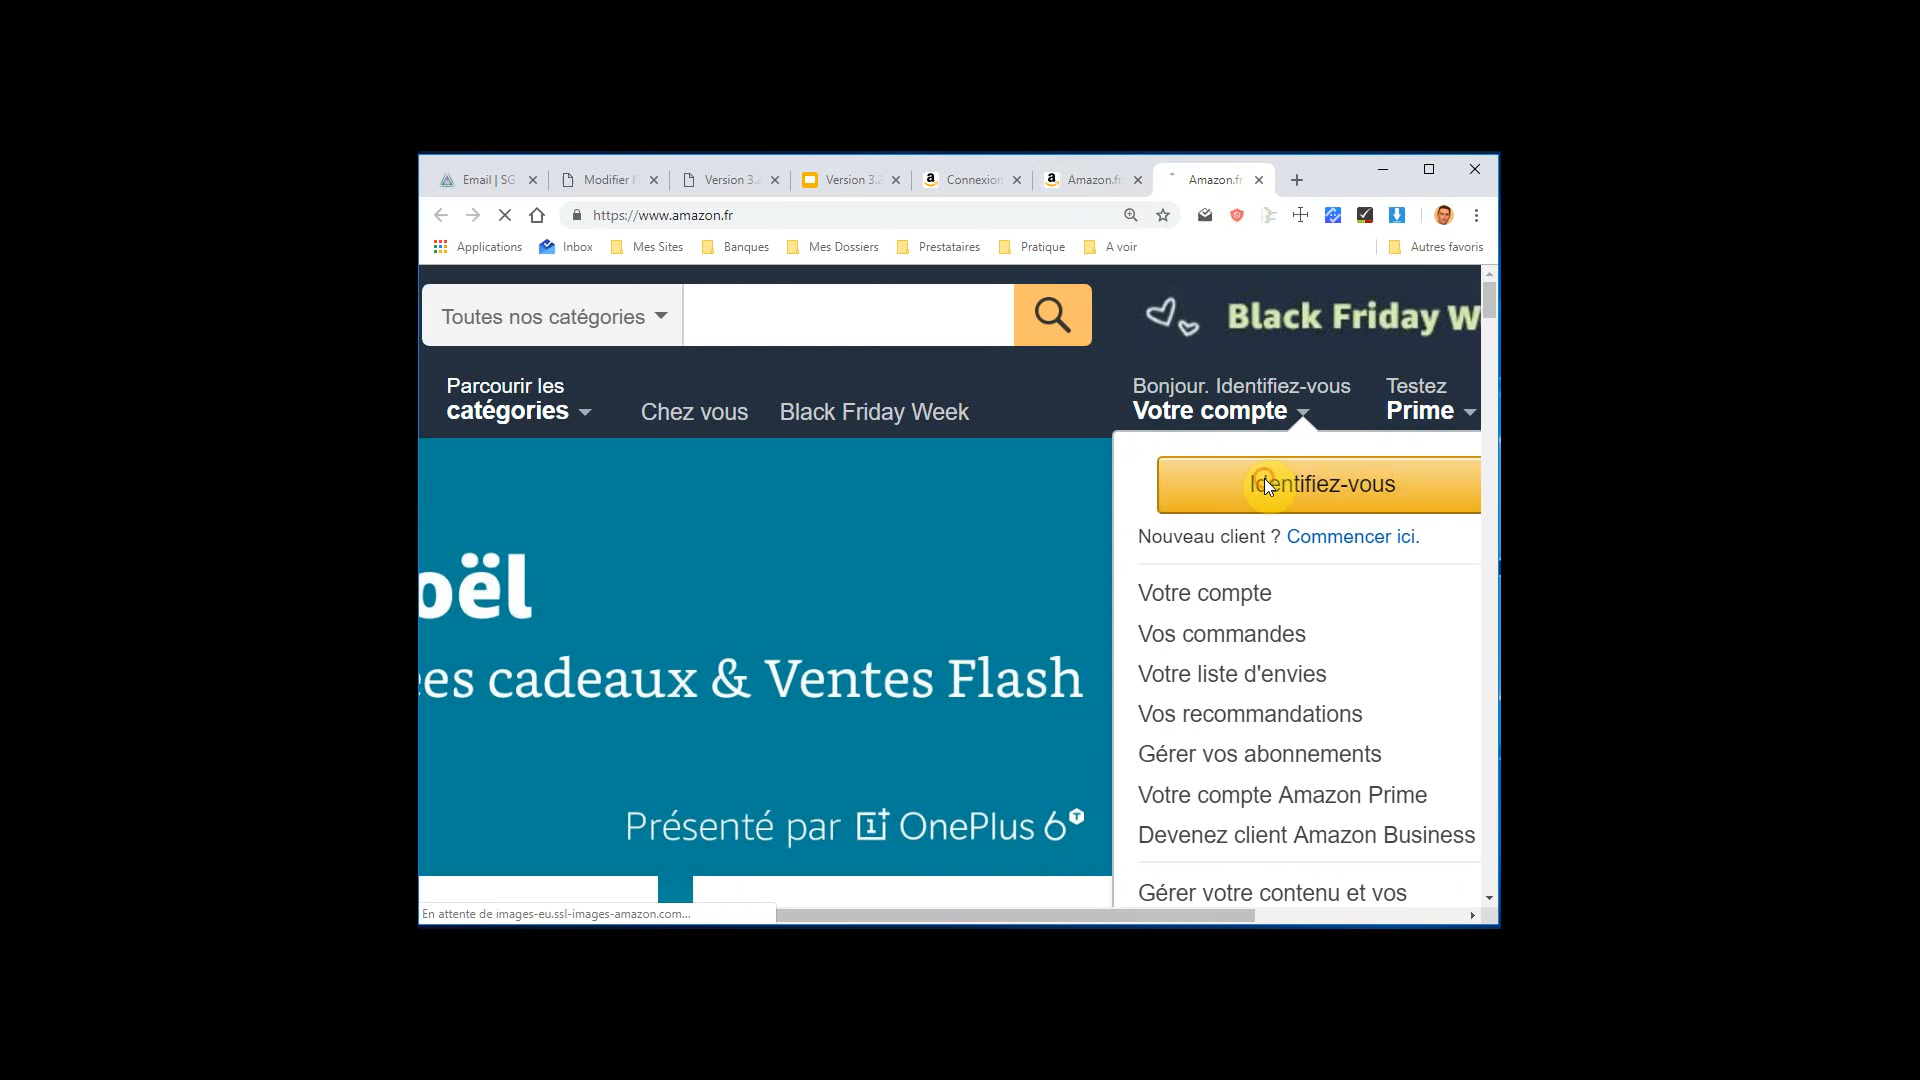 Email | SG
Modifier l'
Version 3.2
Version 3.2
Connexion
Amazon.fr
Amazon.fr
https://www.amazon.fr
Applications
Inbox
Mes Sites
Banques
Mes Dossiers
Prestataires
Pratique
A voir
Autres favoris
Toutes nos catégories
Black Friday W
Parcourir les
catégories
Chez vous
Black Friday Week
Bonjour. Identifiez-vous
Votre compte
Testez
Prime
Identifiez-vous
Nouveau client ? Commencer ici.
oël
es cadeaux & Ventes Flash
Présenté par OnePlus 6T
Votre compte
Vos commandes
Votre liste d'envies
Vos recommandations
Gérer vos abonnements
Votre compte Amazon Prime
Devenez client Amazon Business
Gérer votre contenu et vos
En attente de images-eu.ssl-images-amazon.com...